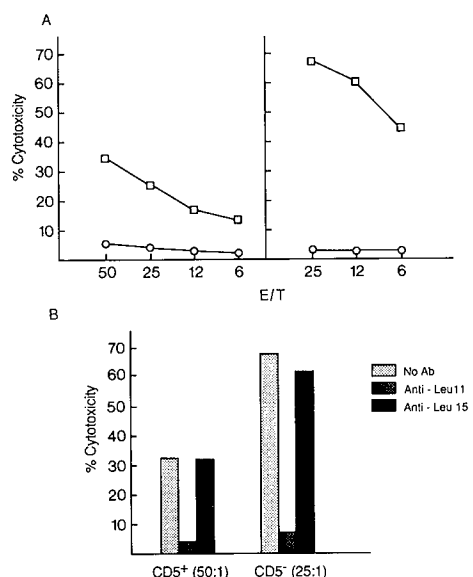 A
% Cytotoxicity
70
60
50
40
30
20
10
50 25 12 6
25 12 6
E/T
B
% Cytotoxicity
70
60
50
40
30
20
10
CD5+ (50:1) CD5- (25:1)
No Ab
Anti - Leu11
Anti - Leu 15